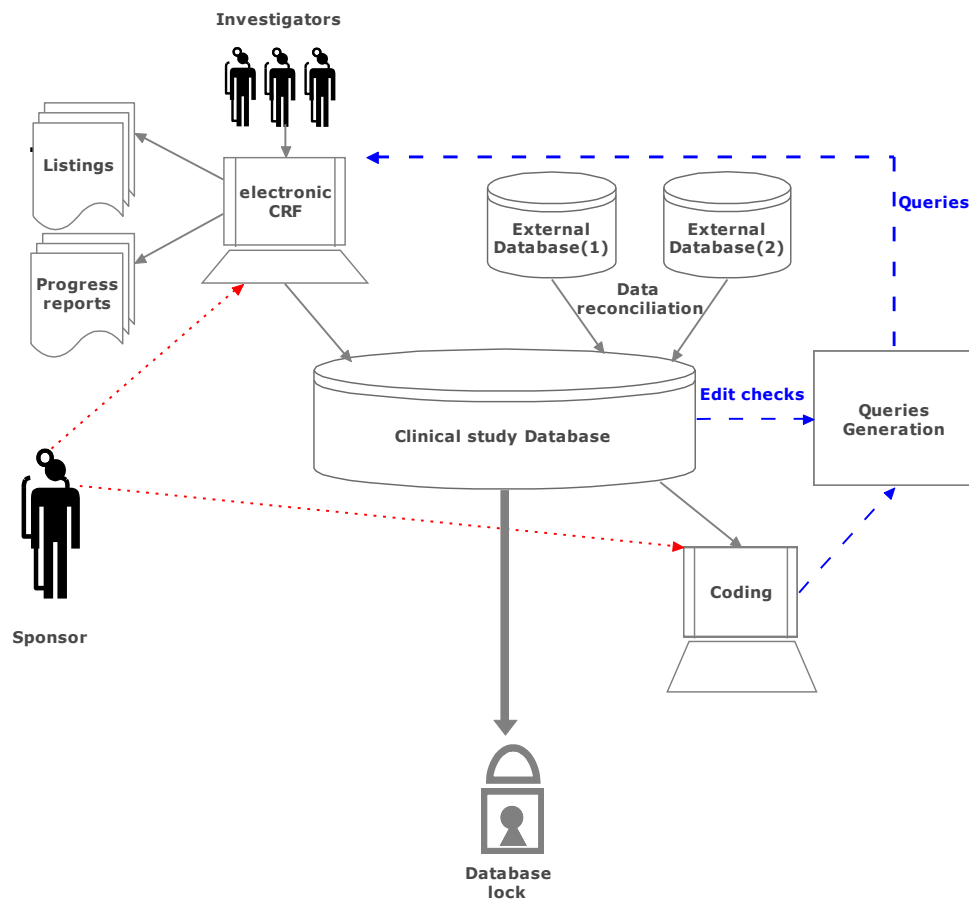 Investigators
Listings
electronic
CRF
Queries
External
Database(1)
External
Database(2)
Progress
reports
Data
reconciliation
Edit checks
Queries
Generation
Clinical study Database
Coding
Sponsor
Database
lock